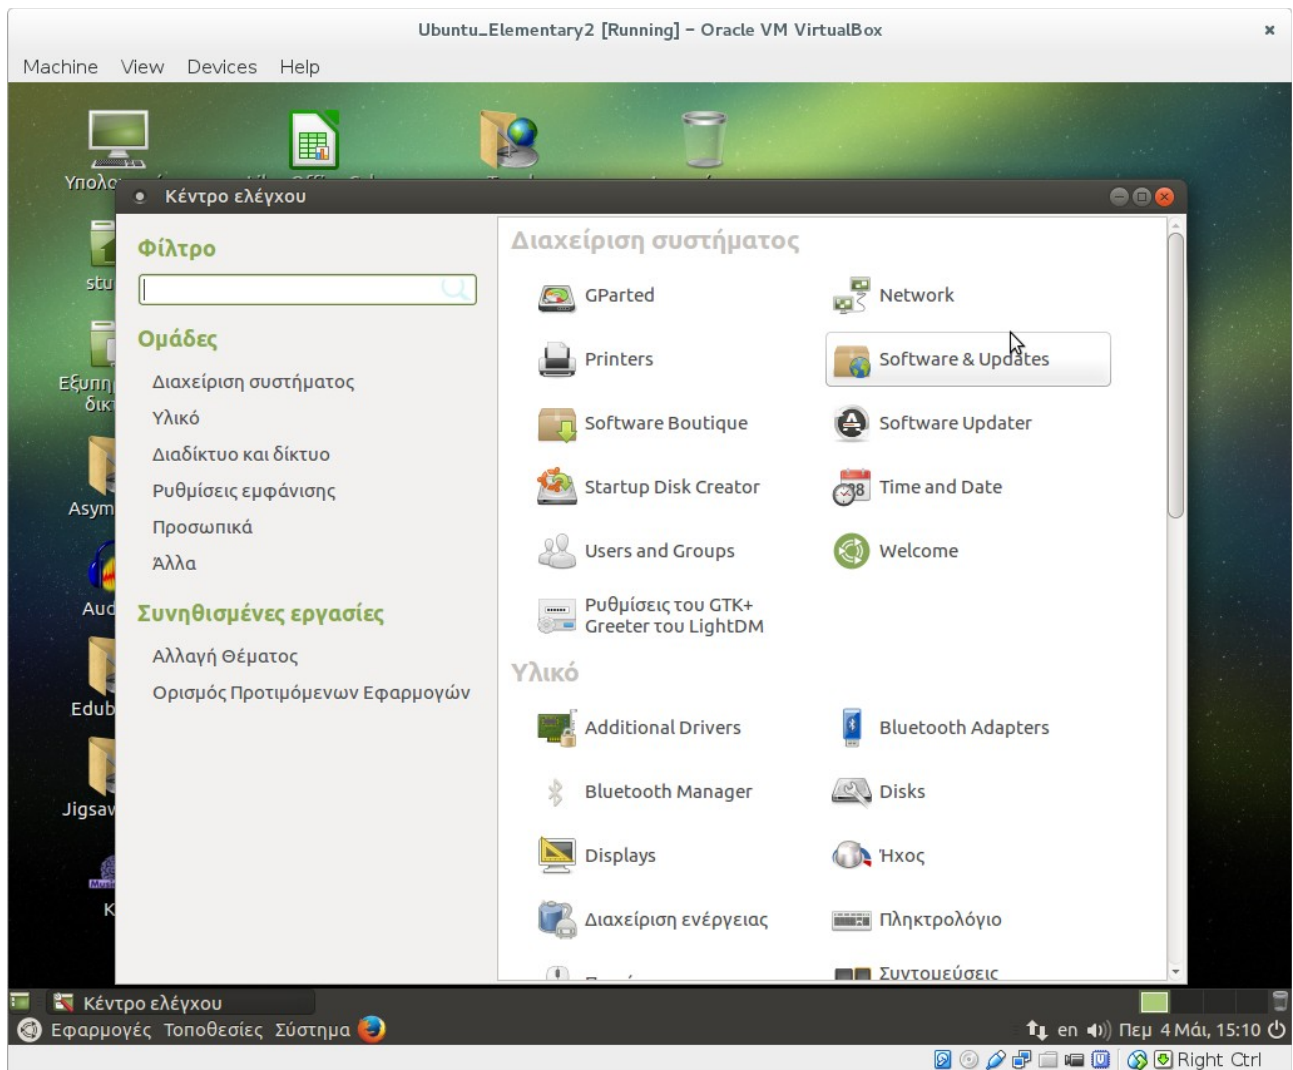 Ubuntu_Elementary2 [Running] – Oracle VM VirtualBox
Machine View Devices Help
Κέντρο ελέγχου
Φίλτρο
Ομάδες
Διαχείριση συστήματος
Υλικό
Διαδίκτυο και δίκτυο
Ρυθμίσεις εμφάνισης
Προσωπικά
Άλλα
Συνηθισμένες εργασίες
Αλλαγή Θέματος
Ορισμός Προτιμόμενων Εφαρμογών
Διαχείριση συστήματος
GParted
Network
Printers
Software & Updates
Software Boutique
Software Updater
Startup Disk Creator
Time and Date
Users and Groups
Welcome
Ρυθμίσεις του GTK+
Greeter του LightDM
Υλικό
Additional Drivers
Bluetooth Adapters
Bluetooth Manager
Disks
Displays
Ήχος
Διαχείριση ενέργειας
Πληκτρολόγιο
Συντομεύσεις
stu
Asym
Aud
Edub
Jigsaw
Κέντρο ελέγχου
Εφαρμογές Τοποθεσίες Σύστημα
en Πεμ 4 Μάι, 15:10
Right Ctrl